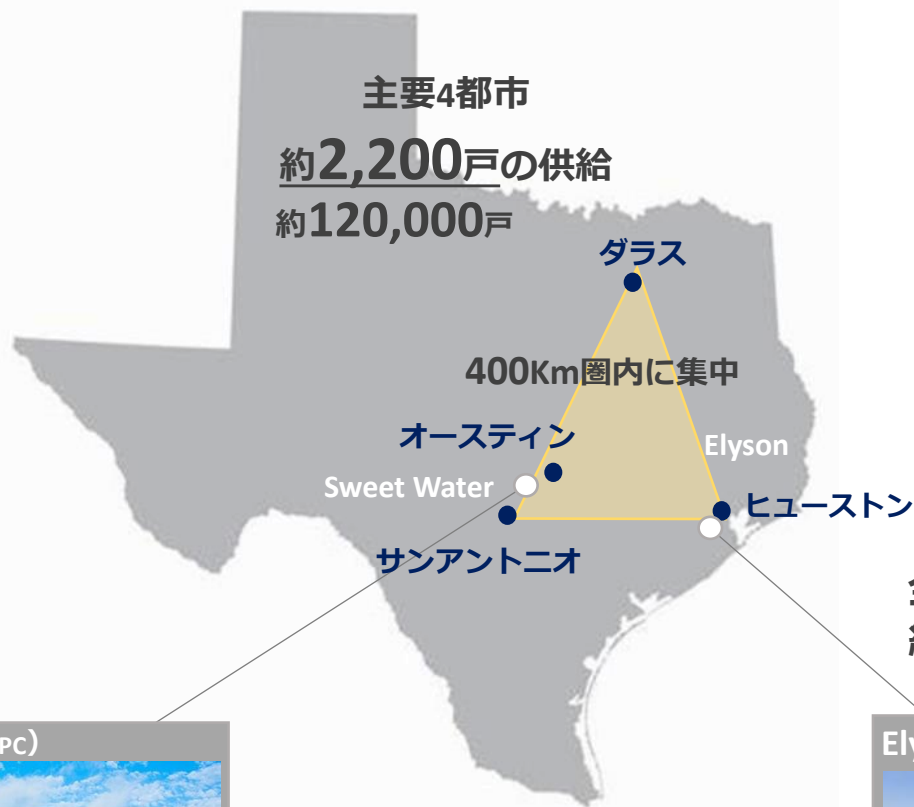 主要4都市
約2,200戸の供給
約120,000戸
ダラス
400Km圏内に集中
オースティン
Elyson
Sweet Water
ヒューストン
サンアントニオ
PC）
Ely